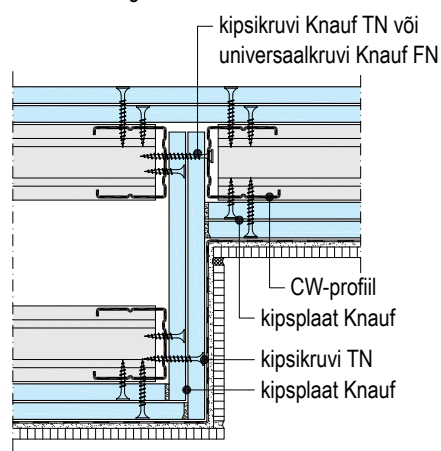 kipsikruvi Knauf TN või
universaalkruvi Knauf FN
CW-profiil
kipsplaat Knauf
kipsikruvi TN
kipsplaat Knauf